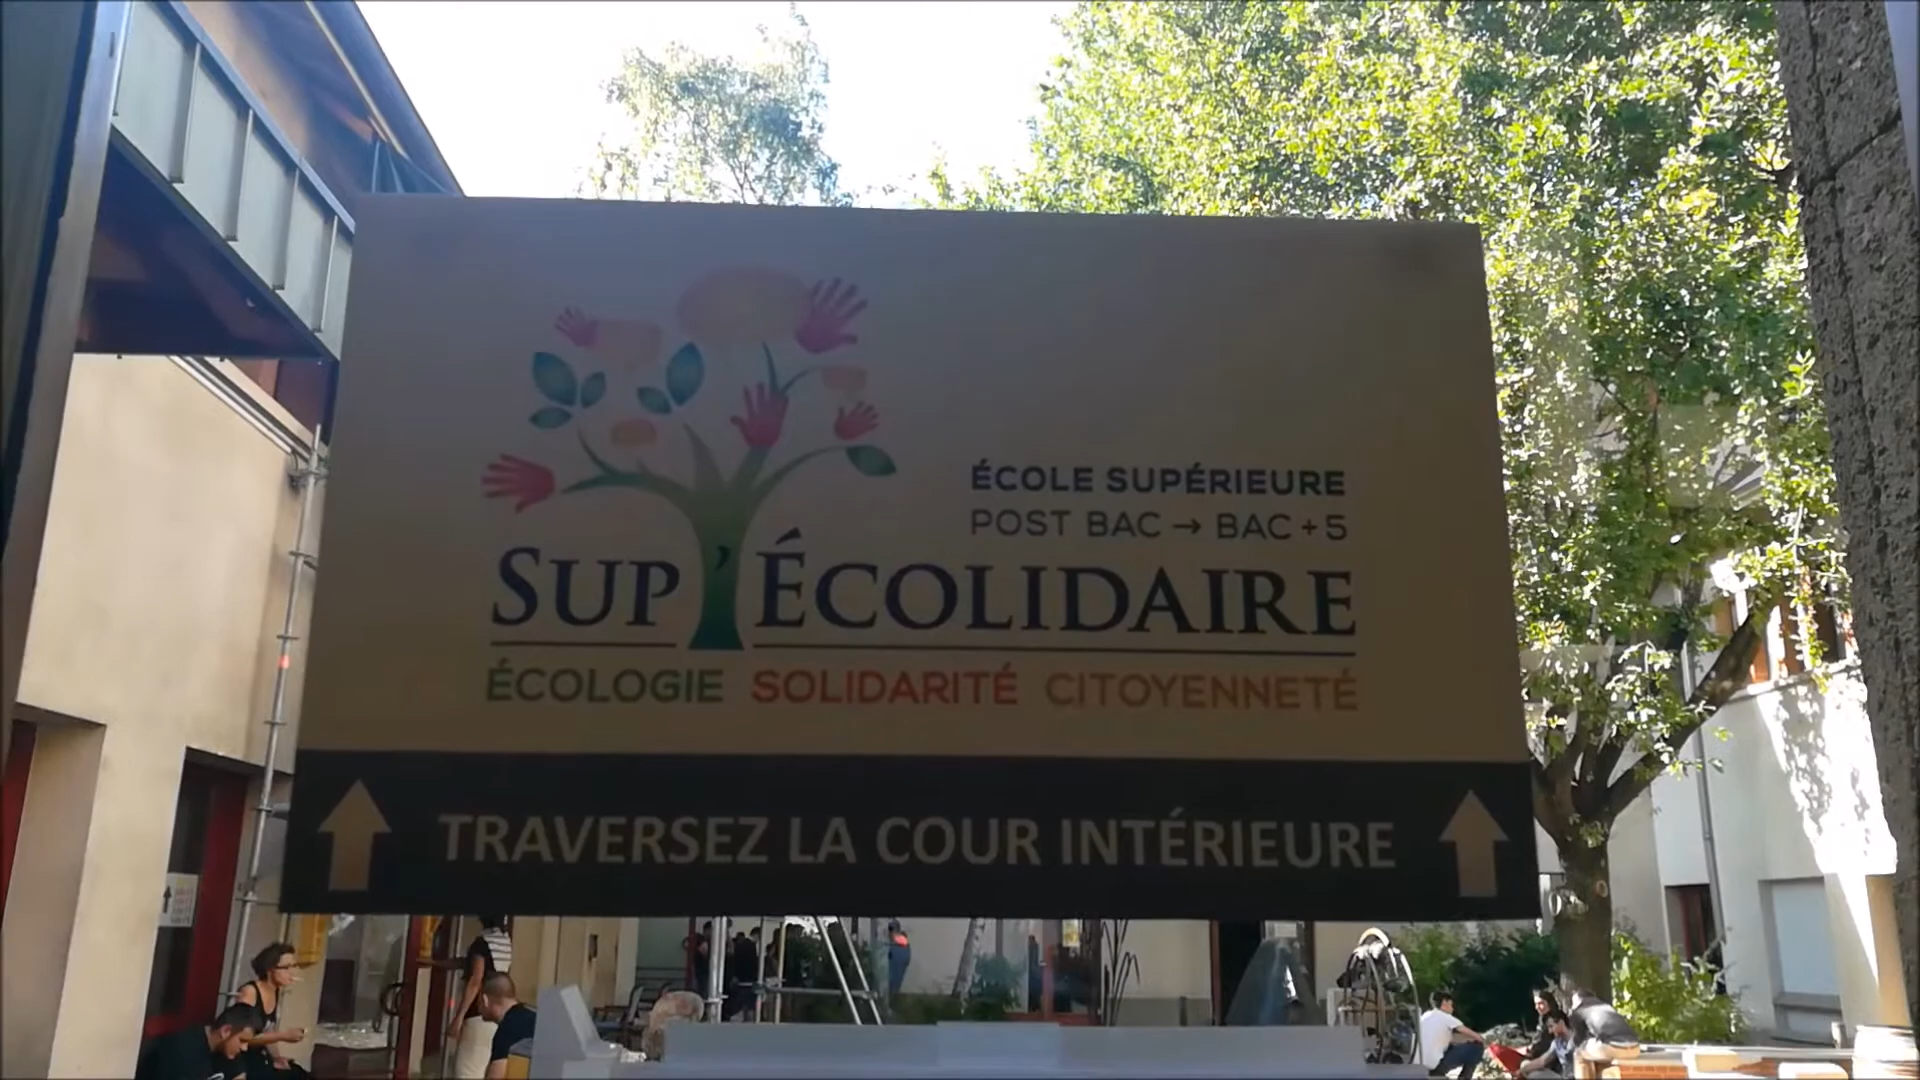 ÉCOLE SUPÉRIEURE
POST BAC → BAC + 5
SUP'ÉCOLIDAIRE
ÉCOLOGIE SOLIDARITÉ CITOYENNETÉ
TRAVERSEZ LA COUR INTÉRIEURE